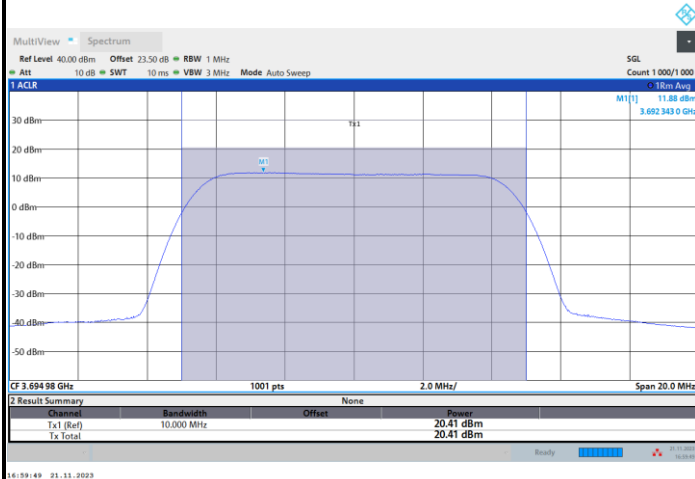 MultiView Spectrum
Ref Level 40.00 dBm Offset 23.50 dB RBW 1 MHz SGL
Att 10 dB SWT 10 ms VBW 3 MHz Mode Auto Sweep Count 1 000/1 000
1 ACLR 1Rm Avg
M1[1] 11.88 dBm
3.692 343 0 GHz
Tx1
30 dBm
20 dBm
M1
10 dBm
0 dBm
-10 dBm
-20 dBm
-30 dBm
-40 dBm
-50 dBm
CF 3.694 98 GHz 1001 pts 2.0 MHz/ Span 20.0 MHz
2 Result Summary None
Channel Bandwidth Offset Power
Tx1 (Ref) 10.000 MHz 20.41 dBm
Tx Total 20.41 dBm
Ready 21.11.2023
16:59:49 21.11.2023